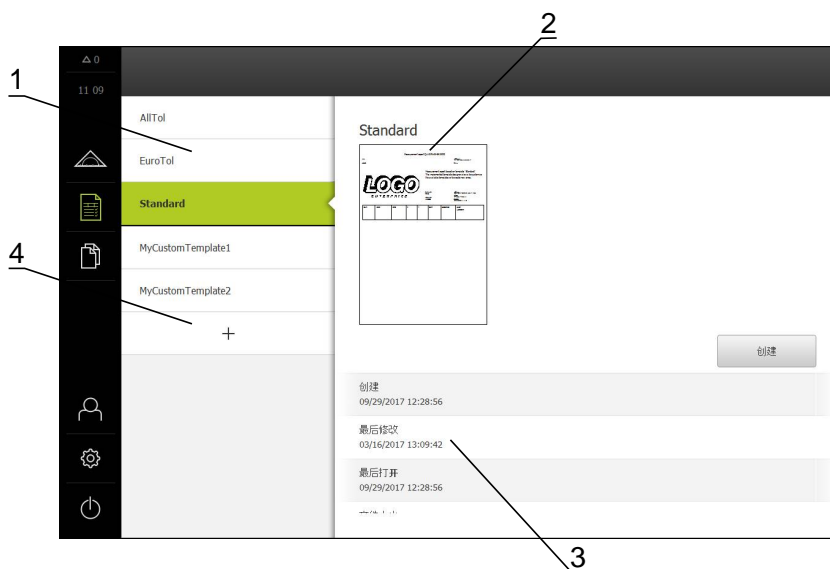 2
△ 0
1
11 09
AllTol
EuroTol
Standard
MyCustomTemplate1
4
MyCustomTemplate2
+
Standard
LOGO
ENTERPRISE
创建
创建
09/29/2017 12:28:56
最后修改
03/16/2017 13:09:42
最后打开
09/29/2017 12:28:56
3